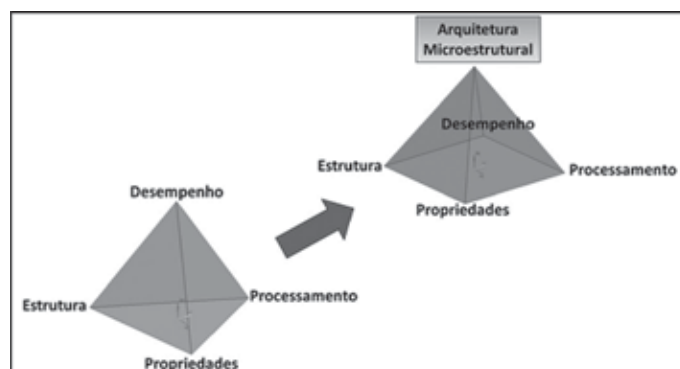 Arquitetura
Microestrutural
Desempenho
Estrutura
Processamento
Propriedades
Desempenho
Estrutura
Processamento
Propriedades